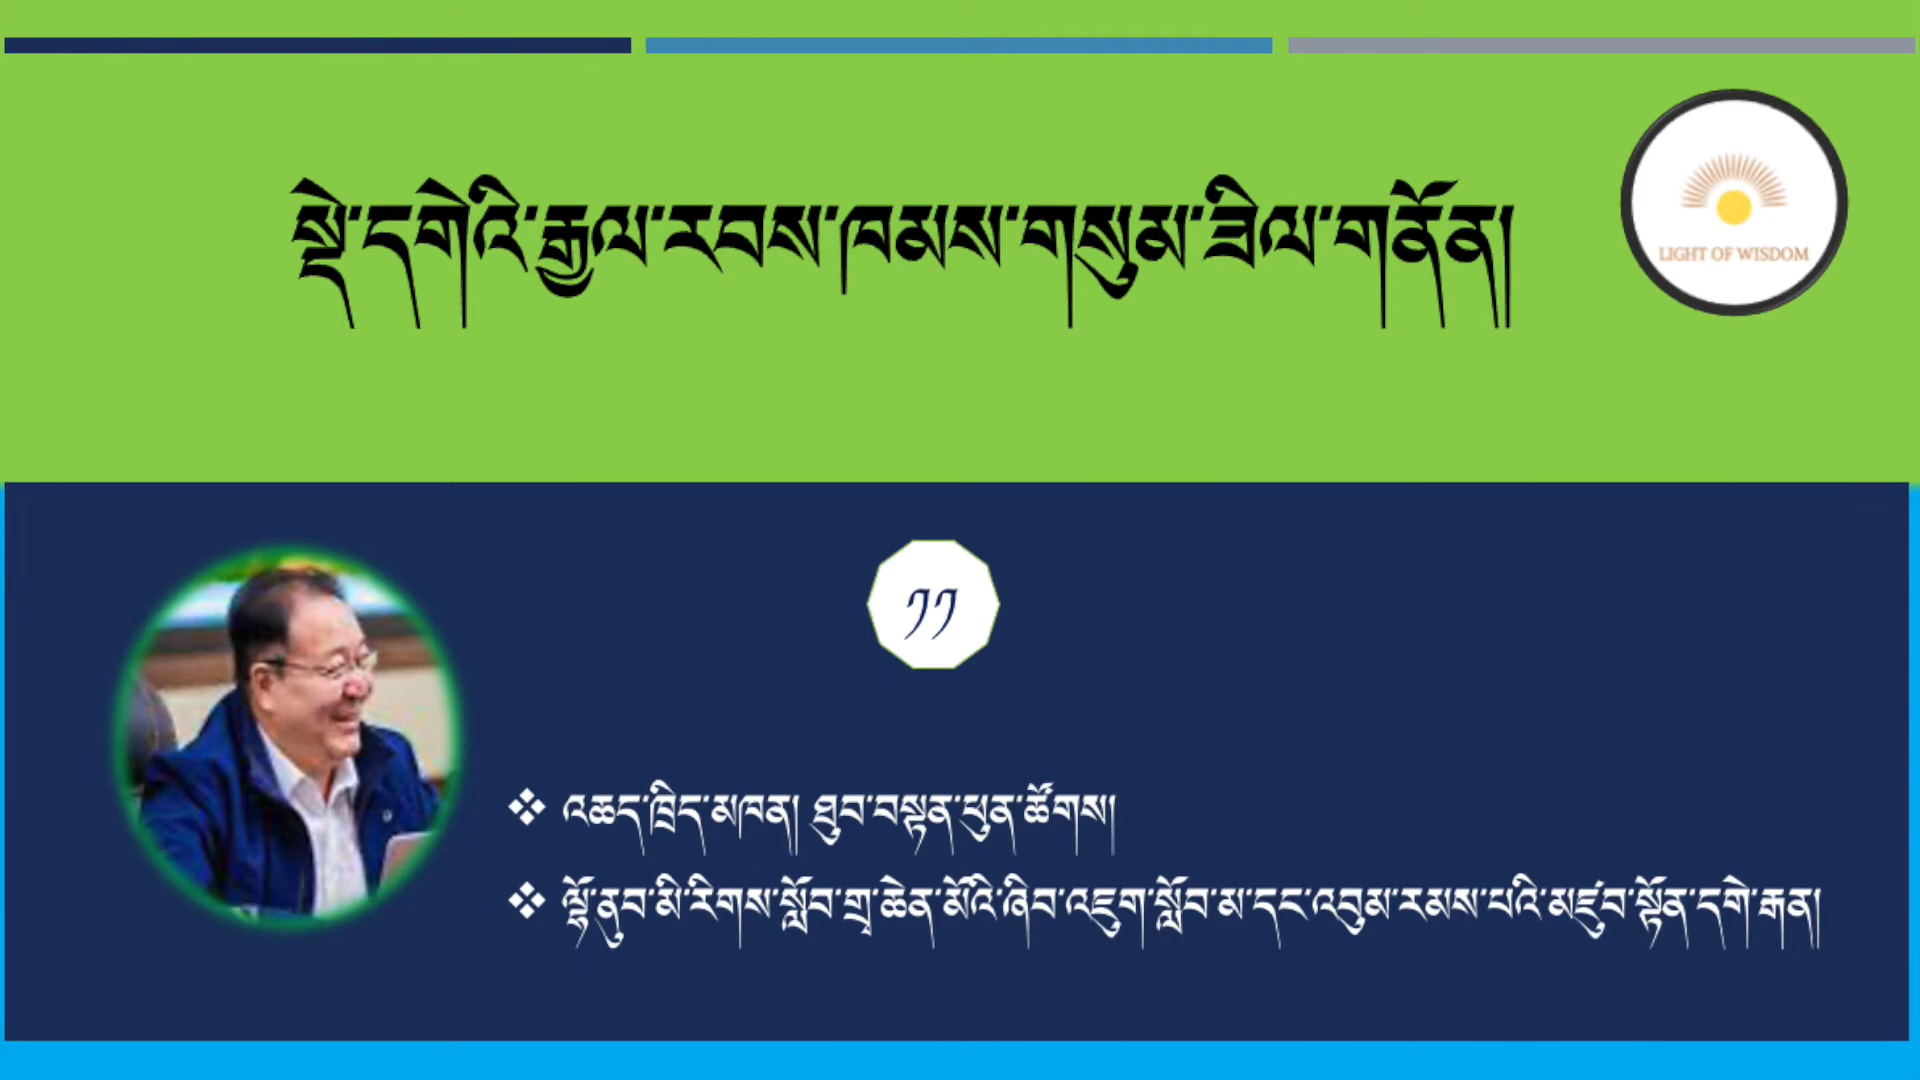 སྡེ་དགེའི་རྒྱལ་རབས་ཁམས་གསུམ་ཟིལ་གནོན།
LIGHT OF WISDOM
༡༡
❖ འཆད་ཁྲིད་མཁན། ཐུབ་བསྟན་ཕུན་ཚོགས།
❖ ལྷོ་ནུབ་མི་རིགས་སློབ་གྲྭ་ཆེན་མོའི་ཞིབ་འཇུག་སློབ་མ་དང་འབུམ་རམས་པའི་མཛུབ་སྟོན་དགེ་རྒན།